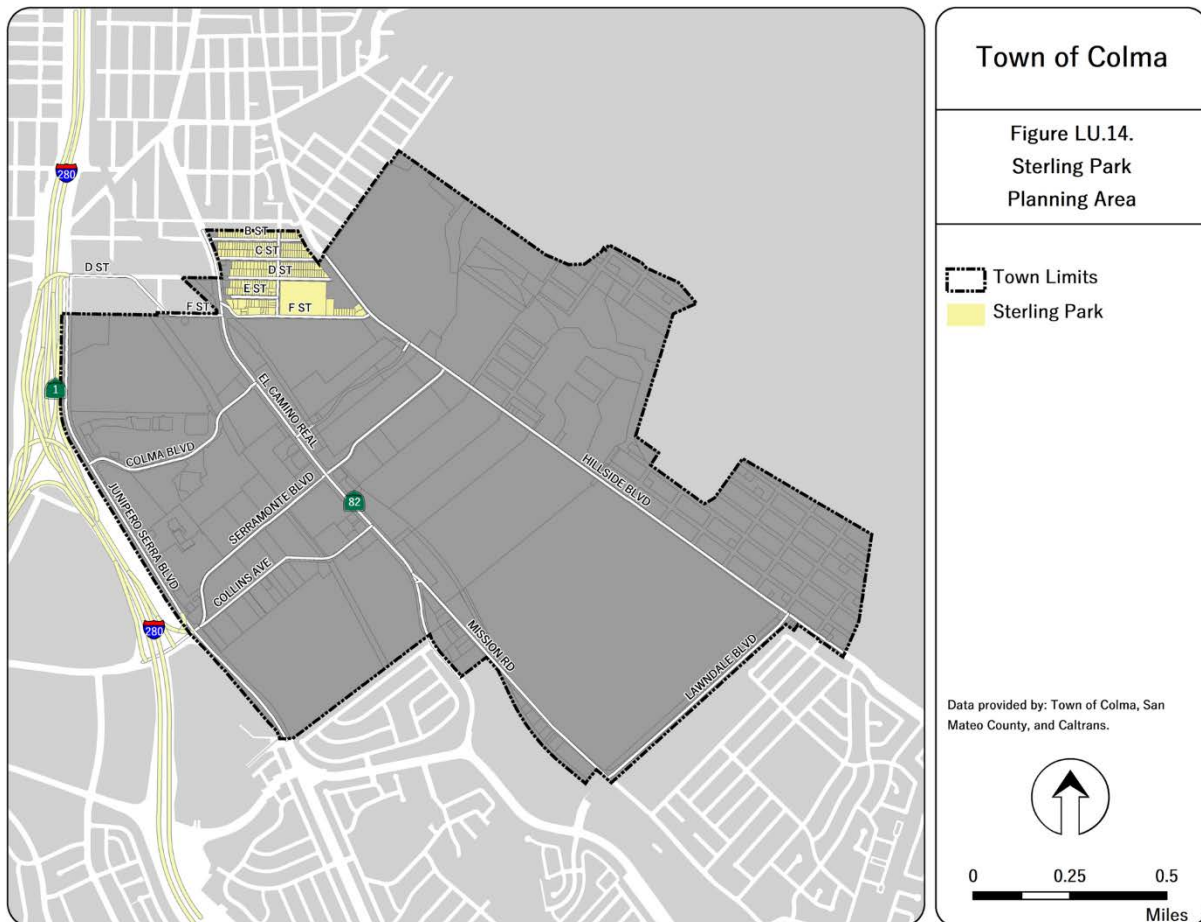 Town of Colma
Figure LU.14.
Sterling Park
Planning Area
Town Limits
Sterling Park
Data provided by: Town of Colma, San
Mateo County, and Caltrans.
0 0.25 0.5
Miles
280
B ST
C ST
D ST
D ST
E ST
F ST
F ST
1
EL CAMINO REAL
COLMA BLVD
JUNIPERO SERRA BLVD
SERRAMONTE BLVD
82
HILLSIDE BLVD
COLLINS AVE
280
MISSION RD
LAWNDALE BLVD